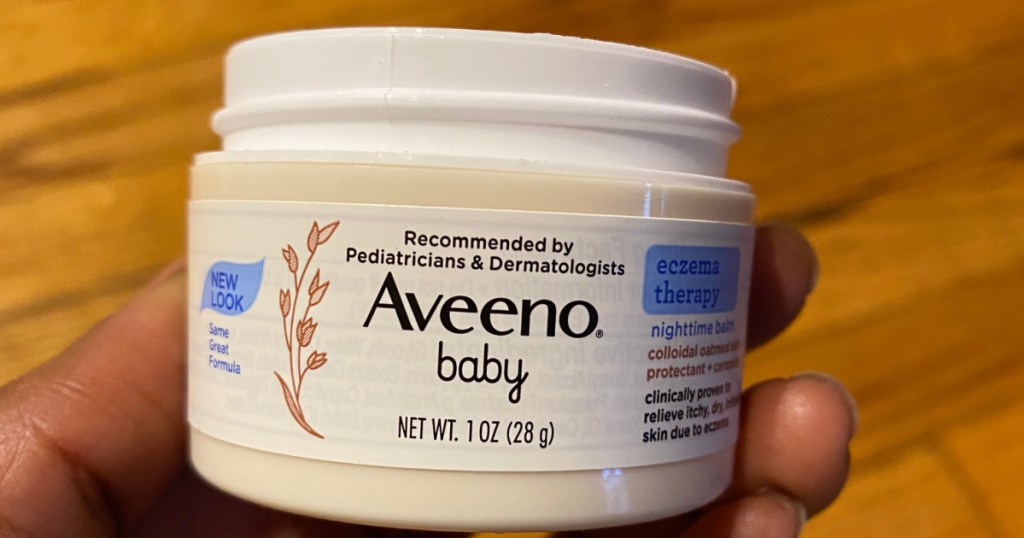 NEW
LOOK
Same
Great
Formula
Recommended by
Pediatricians & Dermatologists
Aveeno®
baby
NET WT. 1 OZ (28 g)
eczema
therapy
nighttime balm
colloidal oatmeal
protectant +
clinically proven to
relieve itchy, dry,
skin due to eczema